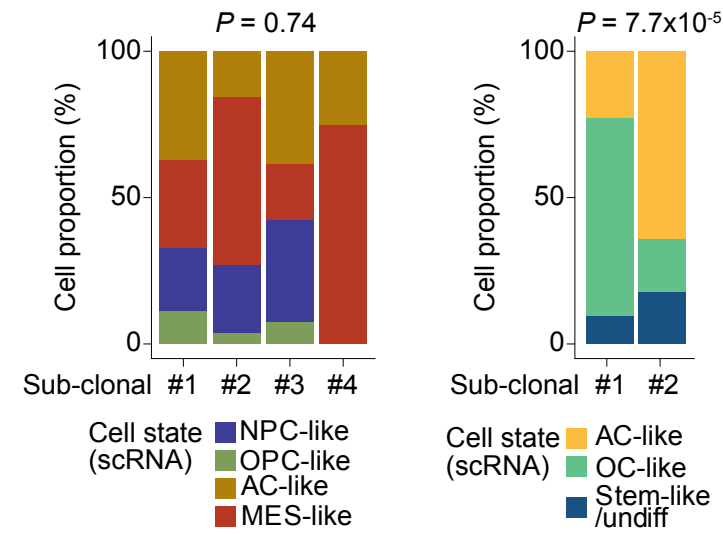 P = 0.74
100
50
0
Cell proportion (%)
Sub-clonal #1 #2 #3 #4
Cell state
(scRNA)
NPC-like
OPC-like
AC-like
MES-like
P = 7.7x10-5
100
50
0
Cell proportion (%)
Sub-clonal #1 #2
Cell state
(scRNA)
AC-like
OC-like
Stem-like
/undiff